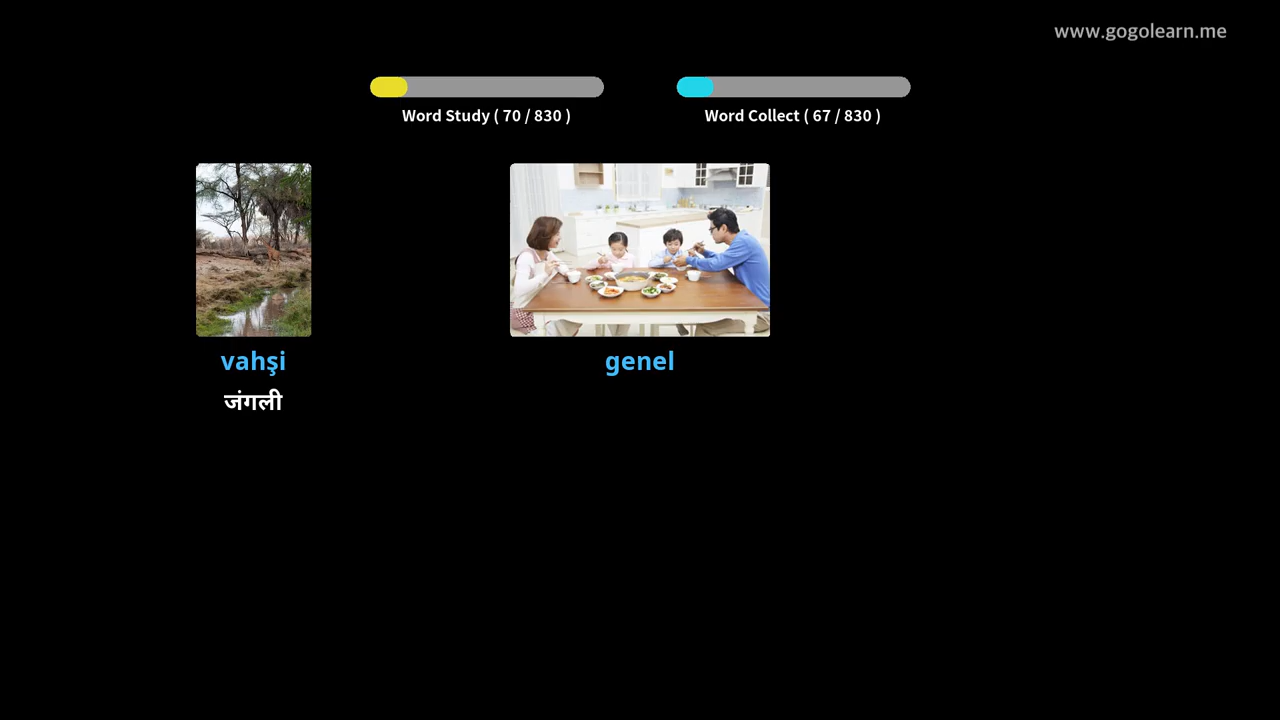 www.gogolearn.me
Word Study ( 70 / 830 )
Word Collect ( 67 / 830 )
vahşi
genel
जंगली